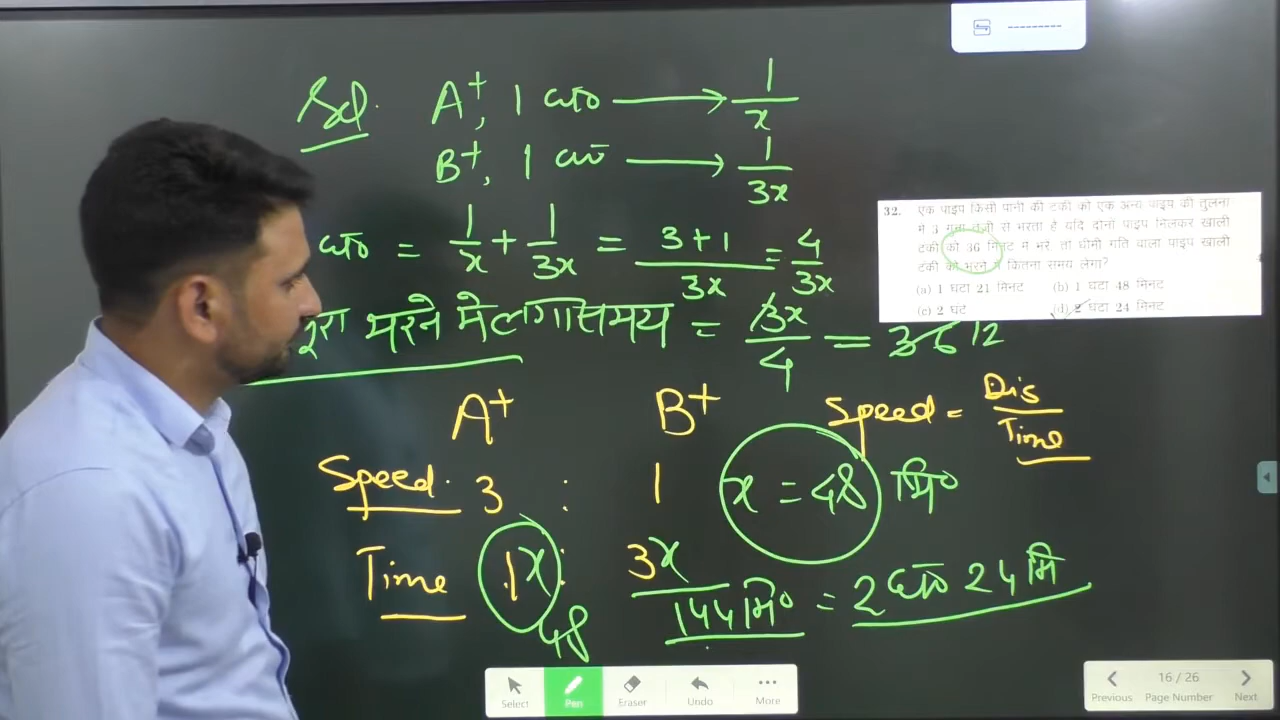 Sol. A+, 1 घं० → 1/x
B+, 1 घं० → 1/3x
घं० = 1/x + 1/3x = 3+1/3x = 4/3x
पूरा भरने में लगा समय = 3x/4 = 36 12
A+ B+ Speed = Dis/Time
Speed. 3 : 1 x = 48 मि०
Time 1x : 3x
48 144 मि० = 2 घं० 24 मि
32. एक पाइप किसी पानी की टंकी को एक अन्य पाइप की तुलना
में 3 गुना तेजी से भरता है यदि दोनों पाइप मिलकर खाली
टंकी को 36 मिनट में भरें तो धीमी गति वाला पाइप खाली
टंकी को भरने में कितना समय लेगा?
(a) 1 घंटा 21 मिनट (b) 1 घंटा 48 मिनट
(c) 2 घंटे (d) 2 घंटा 24 मिनट
Select Pen Eraser Undo More
16 / 26
Previous Page Number Next